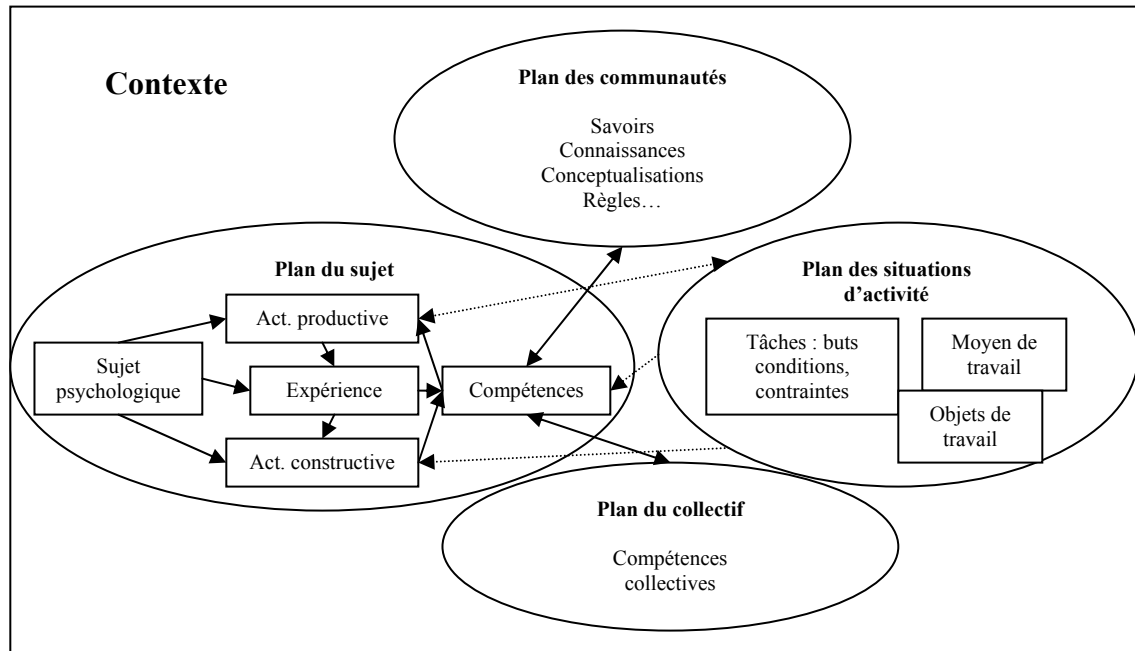 Contexte
Plan des communautés
Savoirs
Connaissances
Conceptualisations
Règles…
Plan du sujet
Act. productive
Sujet
psychologique
Expérience
Compétences
Act. constructive
Plan des situations
d’activité
Tâches : buts
conditions,
contraintes
Moyen de
travail
Objets de
travail
Plan du collectif
Compétences
collectives